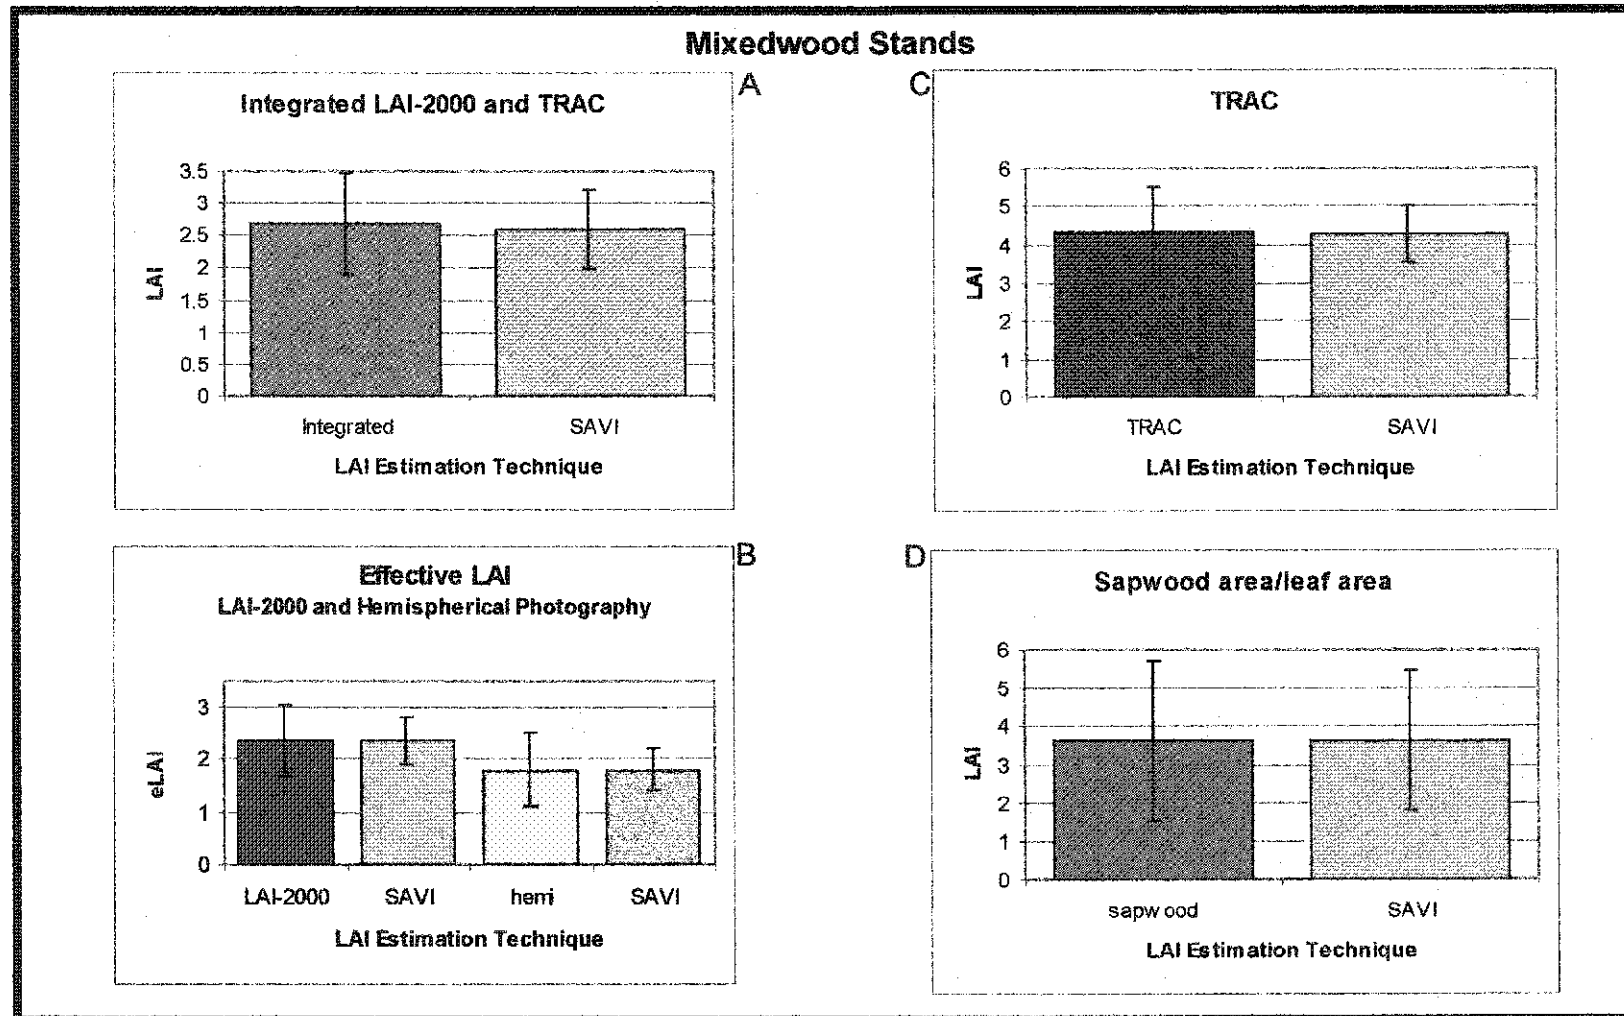 Mixedwood Stands
A
Integrated LAI-2000 and TRAC
3.5
3
2.5
2
1.5
1
0.5
0
LAI
Integrated SAVI
LAI Estimation Technique
C
TRAC
6
5
4
3
2
1
0
LAI
TRAC SAVI
LAI Estimation Technique
B
Effective LAI
LAI-2000 and Hemispherical Photography
3
2
1
0
eLAI
LAI-2000 SAVI hemi SAVI
LAI Estimation Technique
D
Sapwood area/leaf area
6
5
4
3
2
1
0
LAI
sapwood SAVI
LAI Estimation Technique